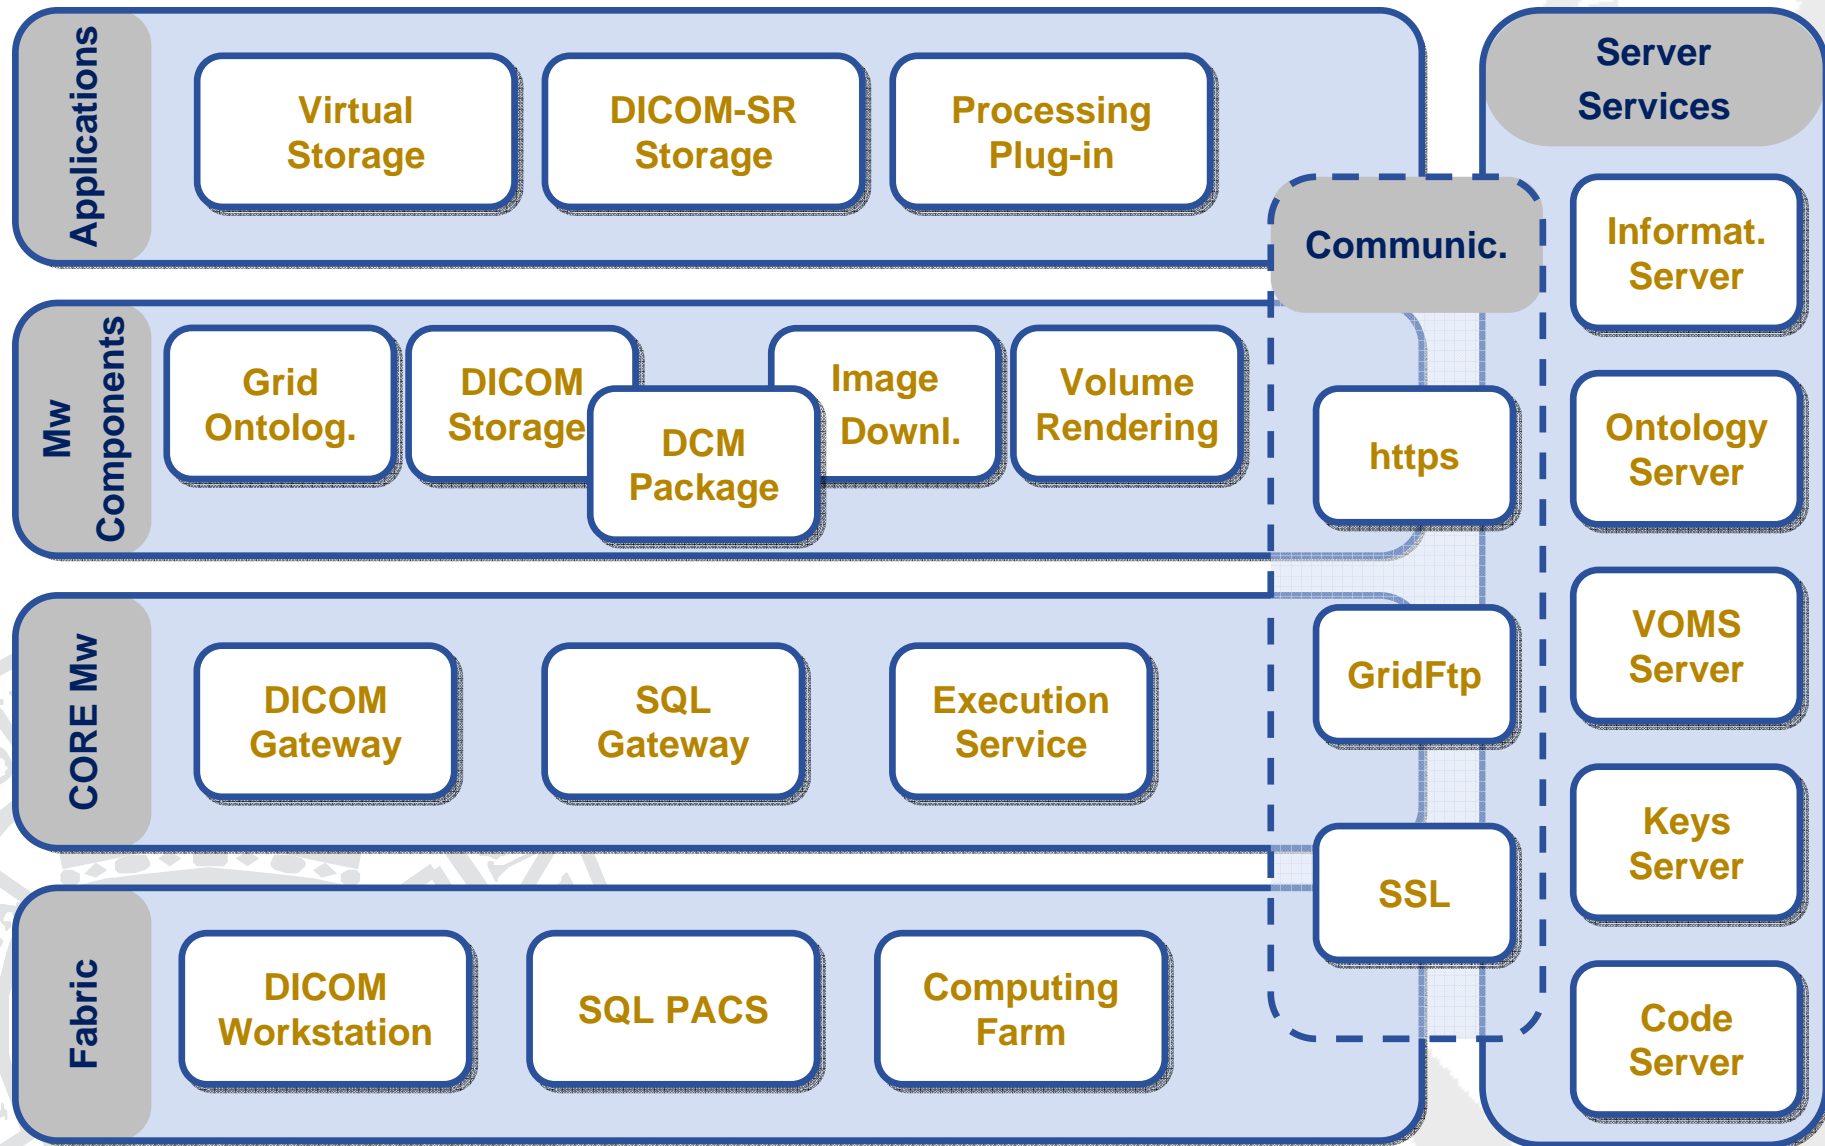 Applications
Virtual
Storage
DICOM-SR
Storage
Processing
Plug-in
Mw
Components
Grid
Ontolog.
DICOM
Storage
DCM
Package
Image
Downl.
Volume
Rendering
CORE Mw
DICOM
Gateway
SQL
Gateway
Execution
Service
Fabric
DICOM
Workstation
SQL PACS
Computing
Farm
Communic.
https
GridFtp
SSL
Server
Services
Informat.
Server
Ontology
Server
VOMS
Server
Keys
Server
Code
Server